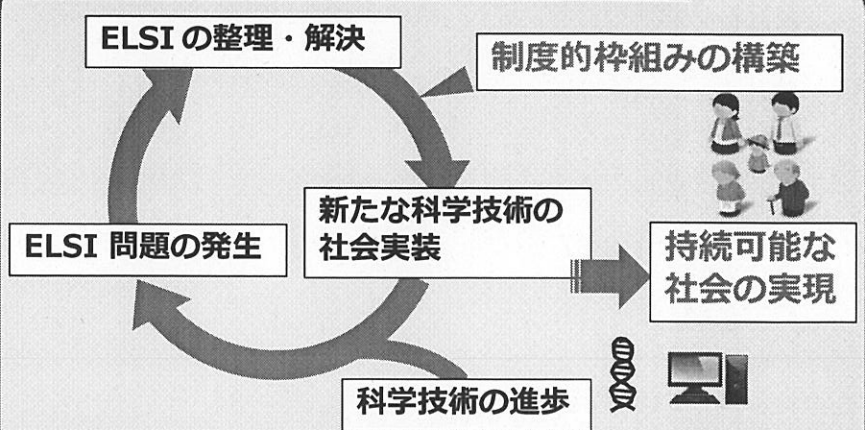 ELSI の整理・解決
制度的枠組みの構築
新たな科学技術の
社会実装
ELSI 問題の発生
持続可能な
社会の実現
科学技術の進歩